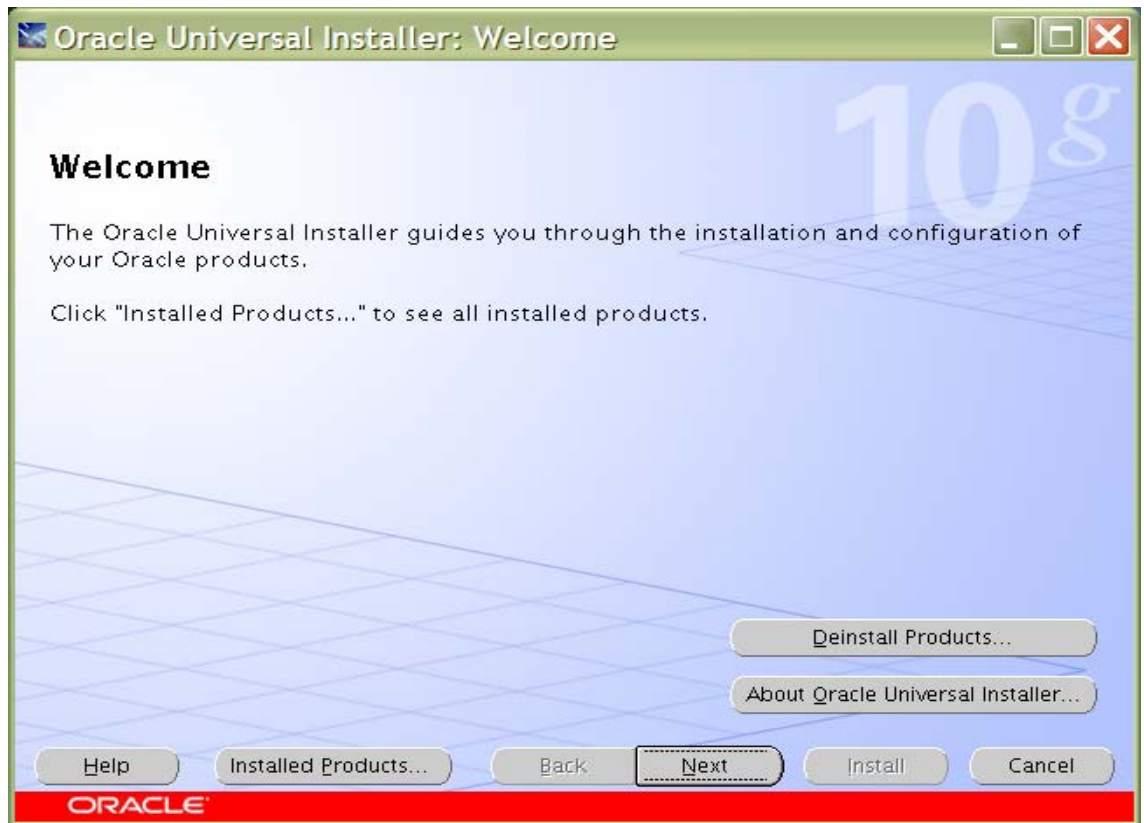 Oracle Universal Installer: Welcome
10g
Welcome
The Oracle Universal Installer guides you through the installation and configuration of
your Oracle products.
Click "Installed Products..." to see all installed products.
Deinstall Products...
About Oracle Universal Installer...
Help Installed Products... Back Next Install Cancel
ORACLE